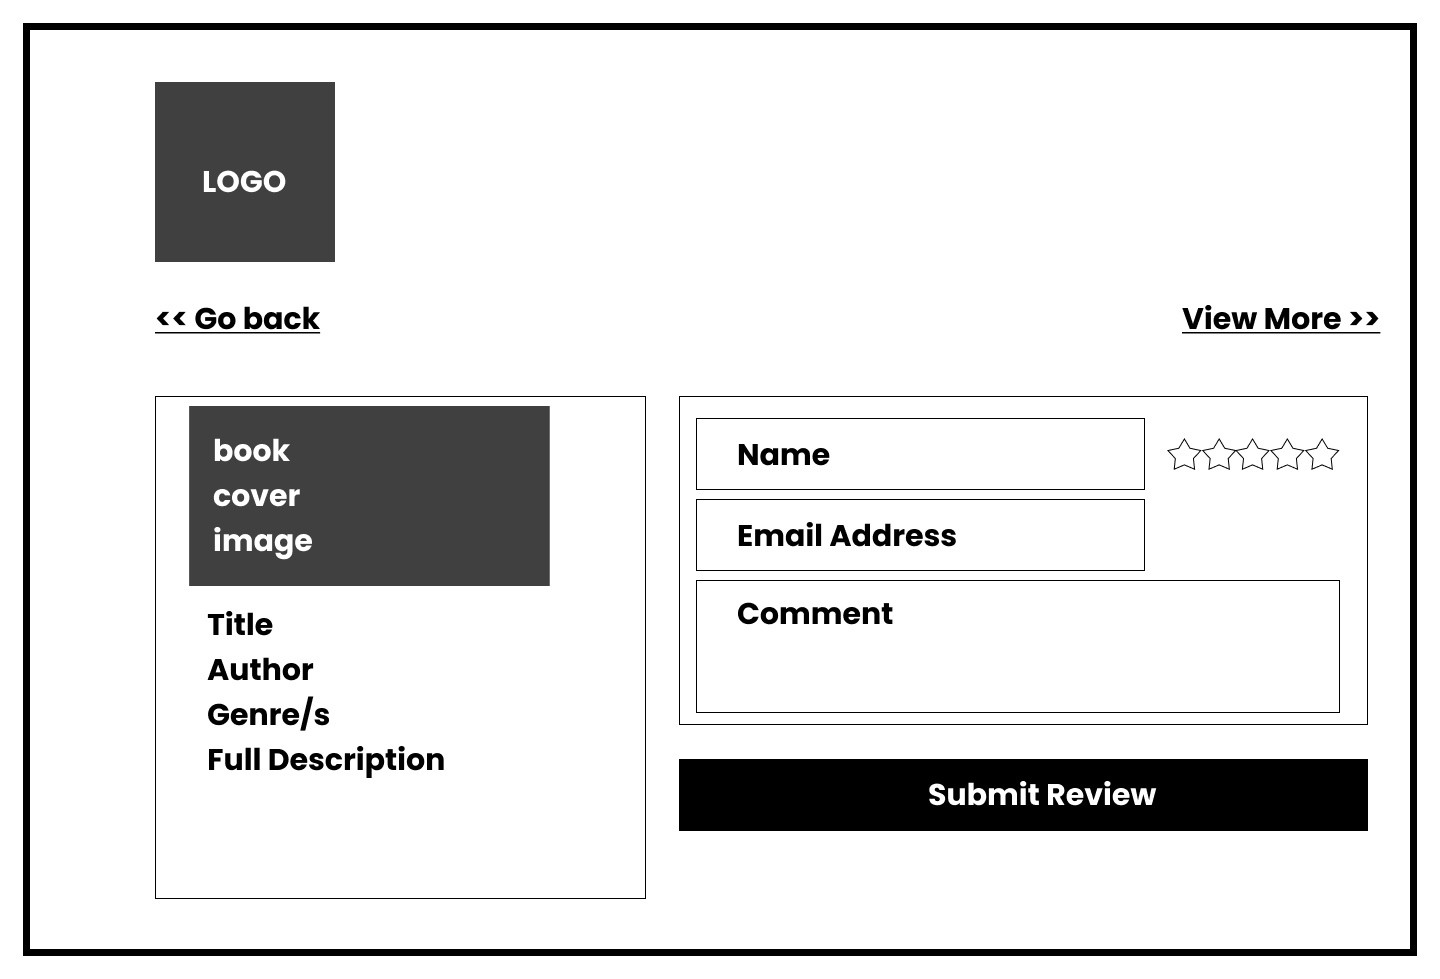 LOGO
<< Go back
View More >>
book
cover
image
Title
Author
Genre/s
Full Description
Name
Email Address
Comment
Submit Review